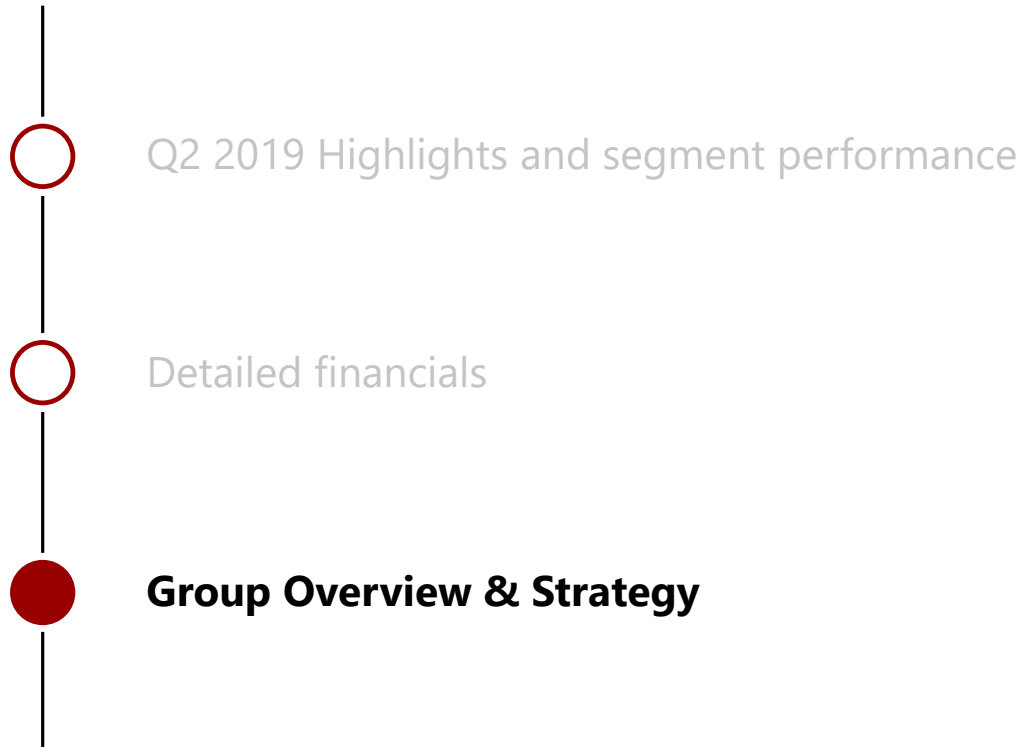 Q2 2019 Highlights and segment performance
Detailed financials
Group Overview & Strategy